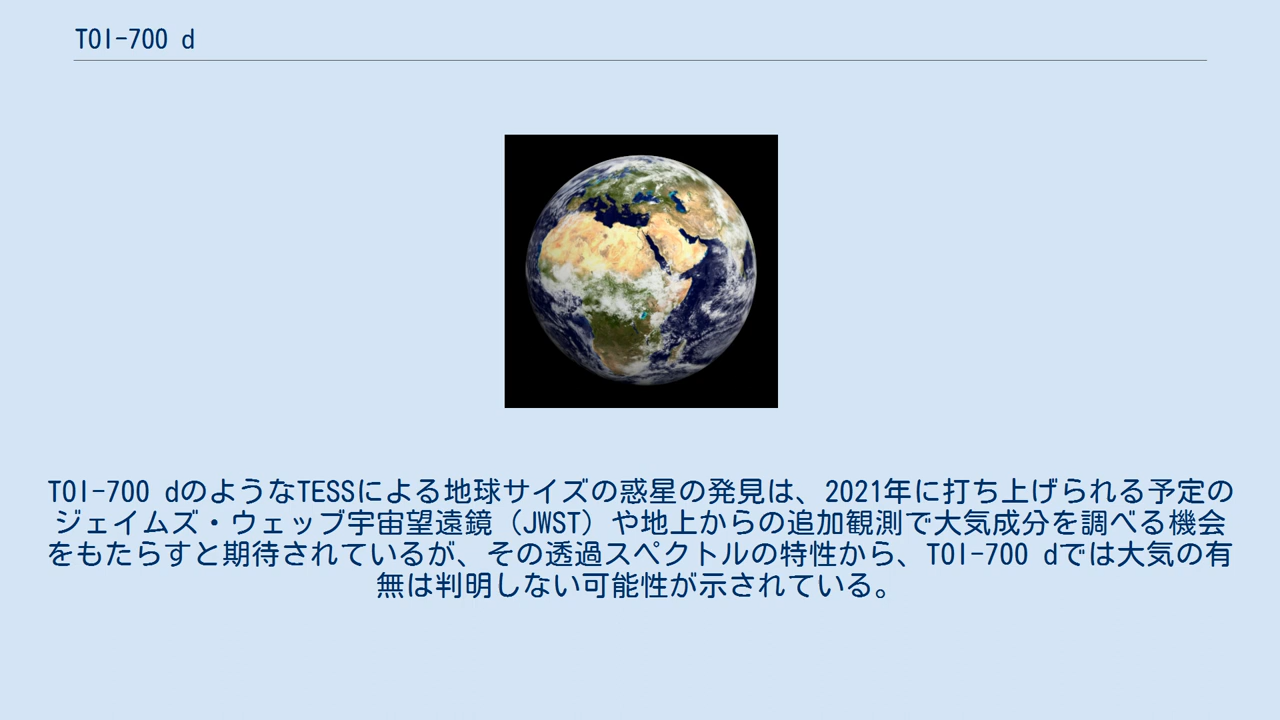 TOI-700 d
TOI-700 dのようなTESSによる地球サイズの惑星の発見は、2021年に打ち上げられる予定の
ジェイムズ・ウェッブ宇宙望遠鏡（JWST）や地上からの追加観測で大気成分を調べる機会
をもたらすと期待されているが、その透過スペクトルの特性から、TOI-700 dでは大気の有
無は判明しない可能性が示されている。